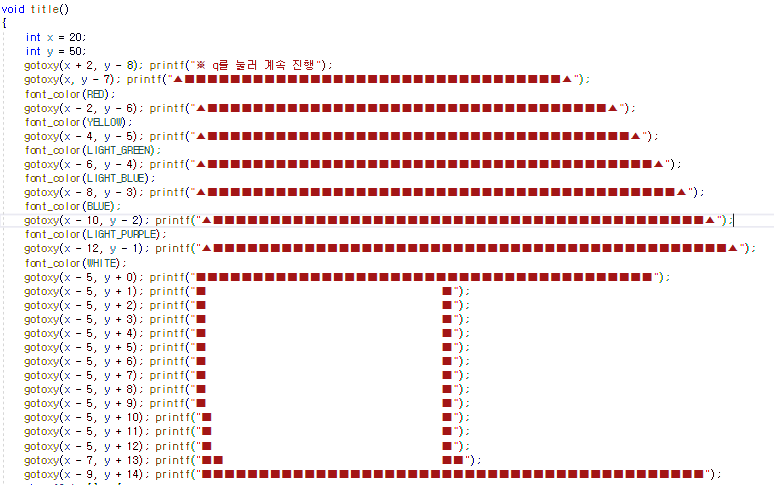 void title()
{
int x = 20;
int y = 50;
gotoxy(x + 2, y - 8); printf("※ q를 눌러 계속 진행");
gotoxy(x, y - 7); printf("▲■■■■■■■■■■■■■■■■■■■■■■■■■■■■■■■■■▲");
font_color(RED);
gotoxy(x - 2, y - 6); printf("▲■■■■■■■■■■■■■■■■■■■■■■■■■■■■■■■■■■■▲");
font_color(YELLOW);
gotoxy(x - 4, y - 5); printf("▲■■■■■■■■■■■■■■■■■■■■■■■■■■■■■■■■■■■■■▲");
font_color(LIGHT_GREEN);
gotoxy(x - 6, y - 4); printf("▲■■■■■■■■■■■■■■■■■■■■■■■■■■■■■■■■■■■■■■■▲");
font_color(LIGHT_BLUE);
gotoxy(x - 8, y - 3); printf("▲■■■■■■■■■■■■■■■■■■■■■■■■■■■■■■■■■■■■■■■■■▲");
font_color(BLUE);
gotoxy(x - 10, y - 2); printf("▲■■■■■■■■■■■■■■■■■■■■■■■■■■■■■■■■■■■■■■■■■■■▲");
font_color(LIGHT_PURPLE);
gotoxy(x - 12, y - 1); printf("▲■■■■■■■■■■■■■■■■■■■■■■■■■■■■■■■■■■■■■■■■■■■■■▲");
font_color(WHITE);
gotoxy(x - 5, y + 0); printf("■■■■■■■■■■■■■■■■■■■■■■■■■■■■■■■■■■■■■■■■");
gotoxy(x - 5, y + 1); printf("■                                         ■");
gotoxy(x - 5, y + 2); printf("■                                         ■");
gotoxy(x - 5, y + 3); printf("■                                         ■");
gotoxy(x - 5, y + 4); printf("■                                         ■");
gotoxy(x - 5, y + 5); printf("■                                         ■");
gotoxy(x - 5, y + 6); printf("■                                         ■");
gotoxy(x - 5, y + 7); printf("■                                         ■");
gotoxy(x - 5, y + 8); printf("■                                         ■");
gotoxy(x - 5, y + 9); printf("■                                         ■");
gotoxy(x - 5, y + 10); printf("■                                        ■");
gotoxy(x - 5, y + 11); printf("■                                        ■");
gotoxy(x - 5, y + 12); printf("■                                        ■");
gotoxy(x - 7, y + 13); printf("■■                                      ■■");
gotoxy(x - 9, y + 14); printf("■■■■■■■■■■■■■■■■■■■■■■■■■■■■■■■■■■■■■■■■■■■■");